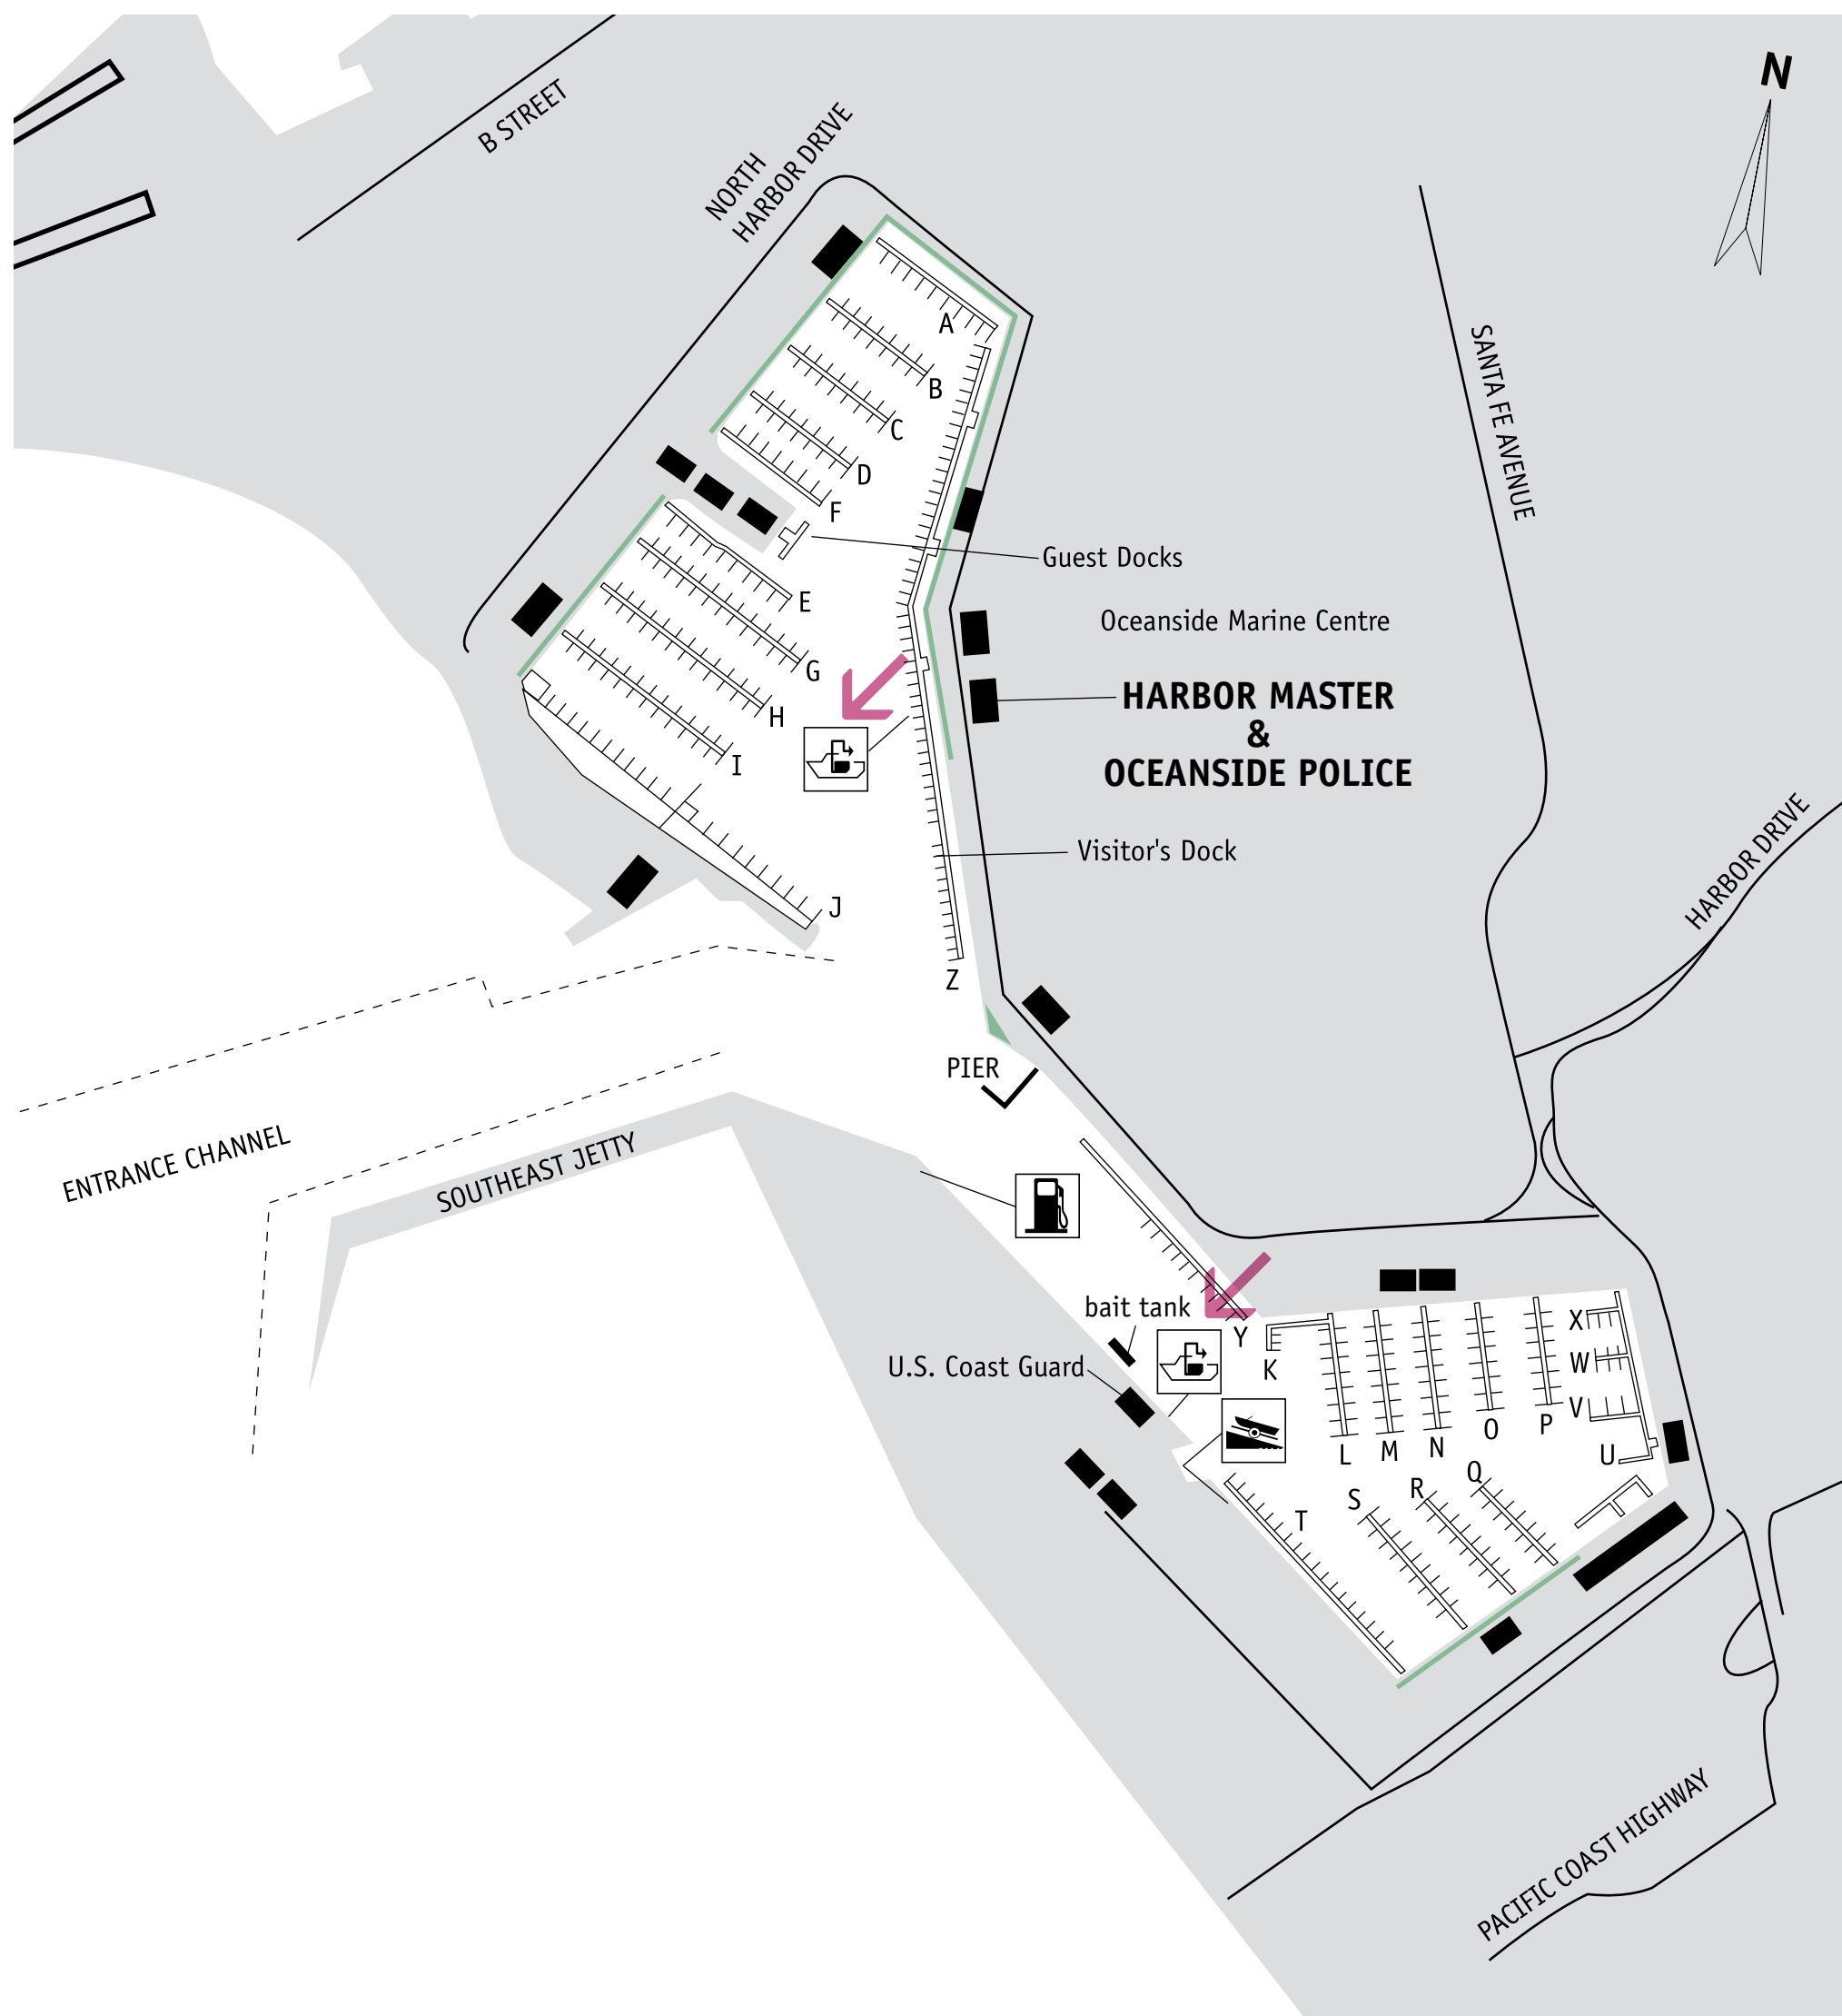 N
B STREET
NORTH
HARBOR DRIVE
A
B
C
D
F
SANTA FE AVENUE
Guest Docks
E
Oceanside Marine Centre
G
HARBOR MASTER
&
OCEANSIDE POLICE
H
I
Visitor's Dock
HARBOR DRIVE
J
Z
PIER
ENTRANCE CHANNEL
SOUTHEAST JETTY
bait tank
Y
X
U.S. Coast Guard
K
W
V
L
M
N
O
P
U
Q
R
S
T
PACIFIC COAST HIGHWAY